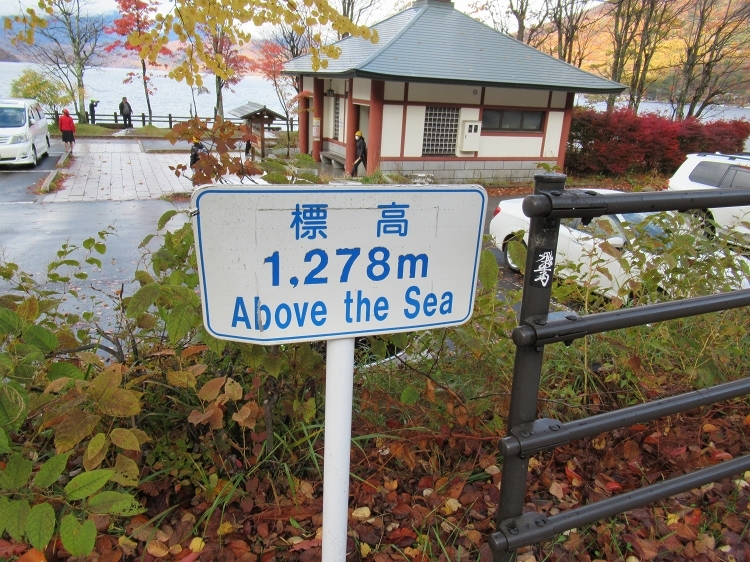 標高
1,278m
Above the Sea